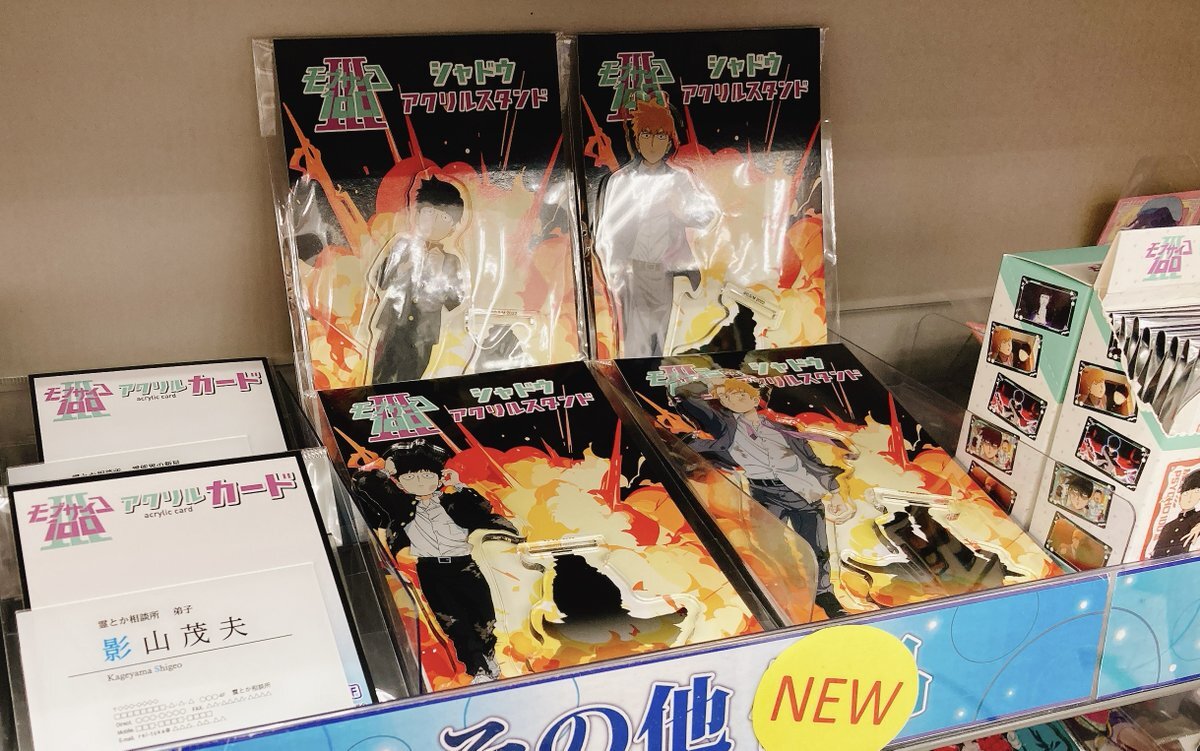 モブサイコ
100
III
シャドウ
アクリルスタンド
モブサイコ
100
III
シャドウ
アクリルスタンド
モブサイコ
100
モブサイコ
100
III
アクリルカード
acrylic card
モブサイコ
100
III
シャドウ
アクリルスタンド
シャドウ
アクリルスタンド
モブサイコ
100
III
アクリルカード
acrylic card
霊とか相談所 弟子
影山茂夫
Kageyama Shigeo
霊とか相談所
その他
NEW